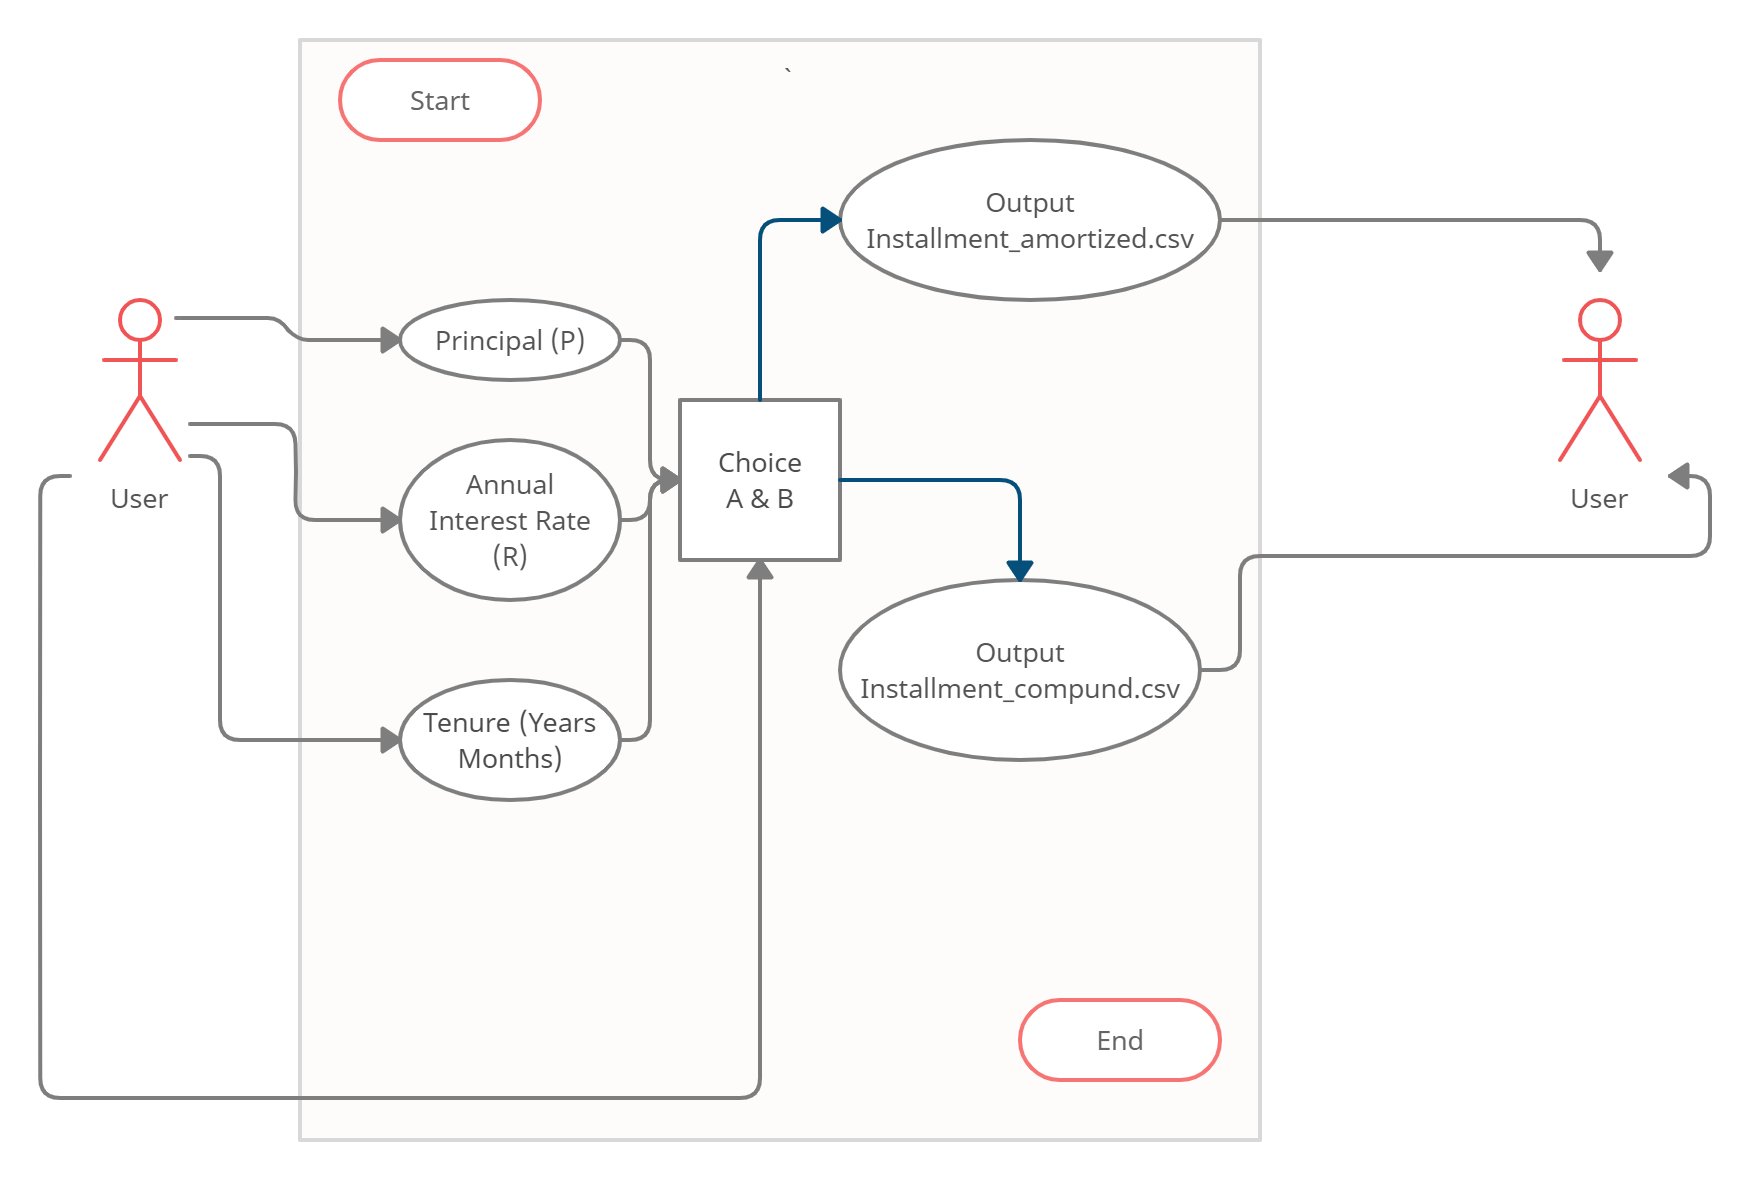 Start
`
Output
Installment_amortized.csv
Principal (P)
Choice
A & B
Annual
Interest Rate
(R)
User
User
Output
Installment_compund.csv
Tenure (Years
Months)
End